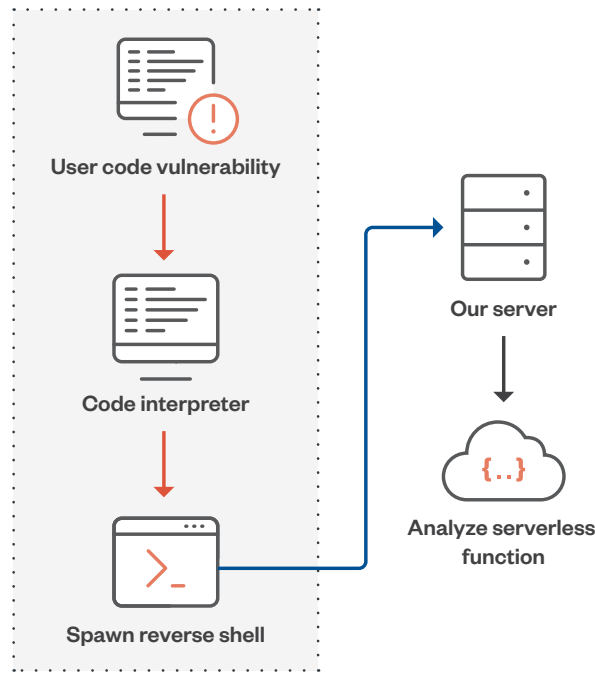 User code vulnerability
Code interpreter
Spawn reverse shell
Our server
{..}
Analyze serverless
function